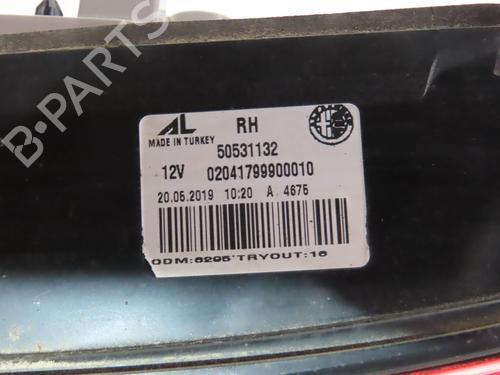 AL
RH
MADE IN TURKEY
50531132
12V 02041799900010
20.05.2019 10:20 A 4675
ODM:6295*TRYOUT:16
B-PARTS